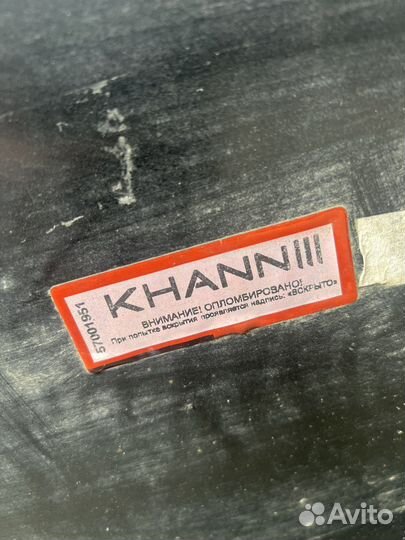 KHANN
ВНИМАНИЕ! ОПЛОМБИРОВАНО!
При попытке вскрытия проявляется надпись: «ВСКРЫТО»
57001951
Avito